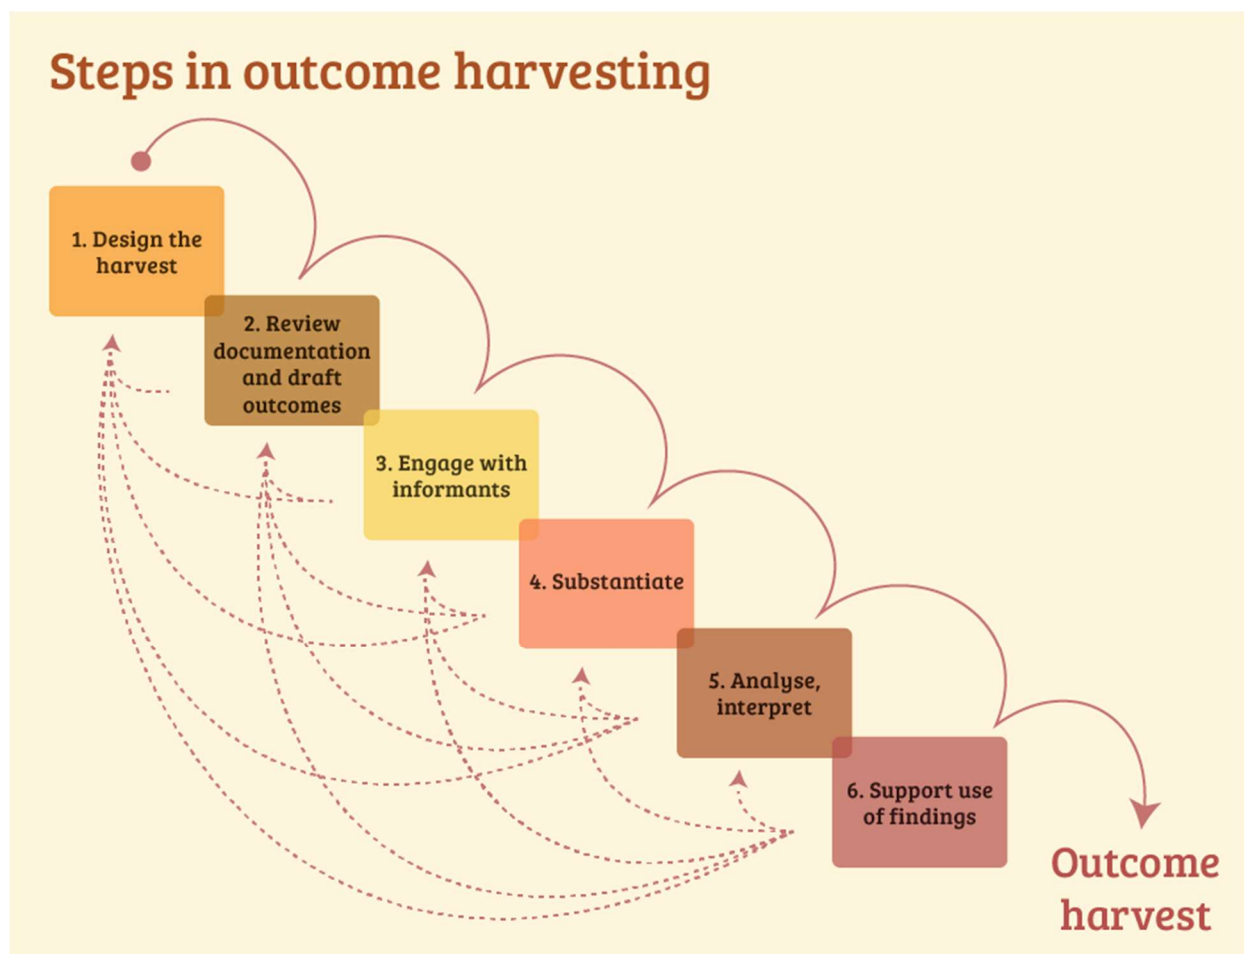 Steps in outcome harvesting
1. Design the
harvest
2. Review
documentation
and draft
outcomes
3. Engage with
informants
4. Substantiate
5. Analyse,
interpret
6. Support use
of findings
Outcome
harvest